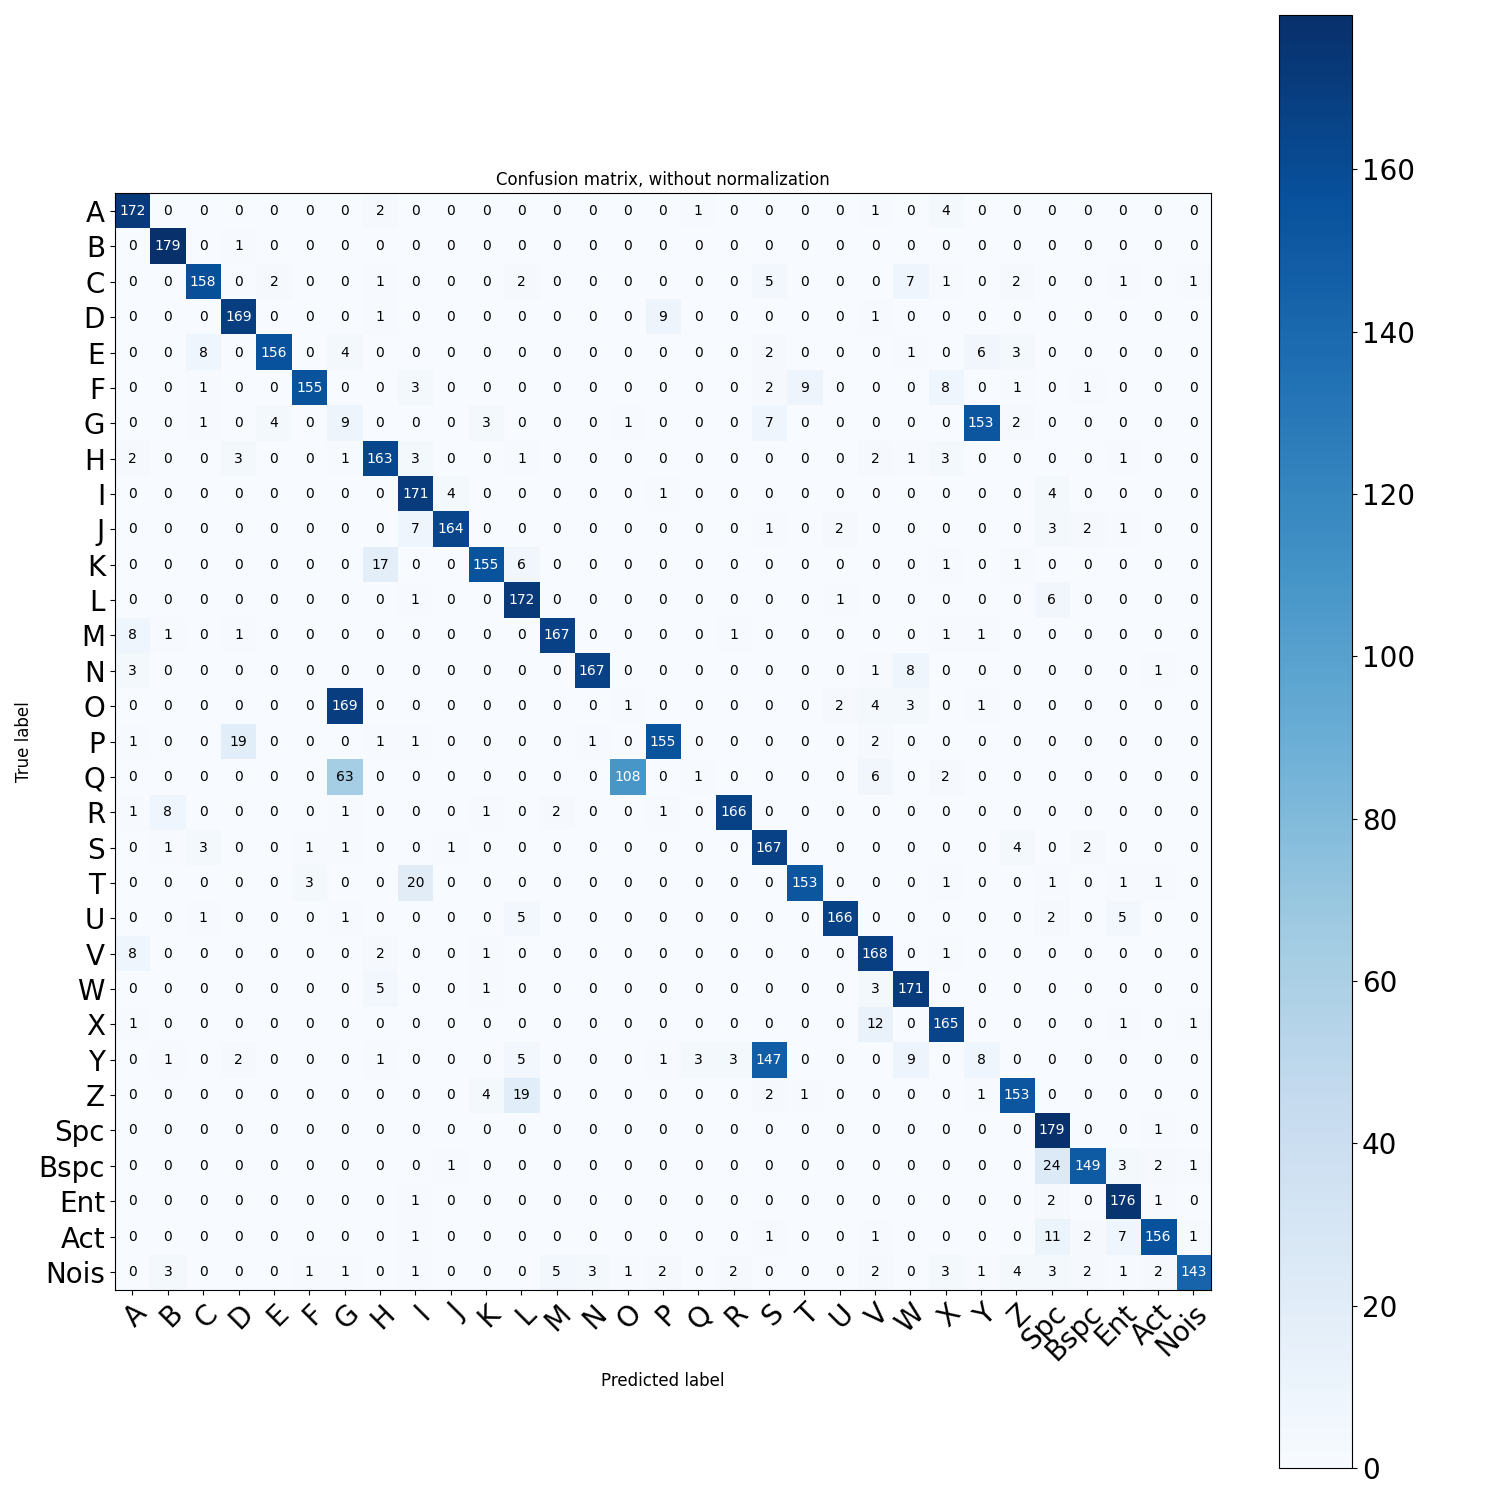 Confusion matrix, without normalization
A 172 0 0 0 0 0 0 2 0 0 0 0 0 0 0 0 1 0 0 0 0 1 0 4 0 0 0 0 0 0 0
B 0 179 0 1 0 0 0 0 0 0 0 0 0 0 0 0 0 0 0 0 0 0 0 0 0 0 0 0 0 0 0
C 0 0 158 0 2 0 0 1 0 0 0 2 0 0 0 0 0 0 5 0 0 0 7 1 0 2 0 0 1 0 1
D 0 0 0 169 0 0 0 1 0 0 0 0 0 0 0 9 0 0 0 0 0 1 0 0 0 0 0 0 0 0 0
E 0 0 8 0 156 0 4 0 0 0 0 0 0 0 0 0 0 0 2 0 0 0 1 0 6 3 0 0 0 0 0
F 0 0 1 0 0 155 0 0 3 0 0 0 0 0 0 0 0 0 2 9 0 0 0 8 0 1 0 1 0 0 0
G 0 0 1 0 4 0 9 0 0 0 3 0 0 0 1 0 0 0 7 0 0 0 0 0 153 2 0 0 0 0 0
H 2 0 0 3 0 0 1 163 3 0 0 1 0 0 0 0 0 0 0 0 0 2 1 3 0 0 0 0 1 0 0
I 0 0 0 0 0 0 0 0 171 4 0 0 0 0 0 1 0 0 0 0 0 0 0 0 0 0 4 0 0 0 0
J 0 0 0 0 0 0 0 0 7 164 0 0 0 0 0 0 0 0 1 0 2 0 0 0 0 0 3 2 1 0 0
K 0 0 0 0 0 0 0 17 0 0 155 6 0 0 0 0 0 0 0 0 0 0 0 1 0 1 0 0 0 0 0
L 0 0 0 0 0 0 0 0 1 0 0 172 0 0 0 0 0 0 0 0 1 0 0 0 0 0 6 0 0 0 0
M 8 1 0 1 0 0 0 0 0 0 0 0 167 0 0 0 0 1 0 0 0 0 0 1 1 0 0 0 0 0 0
N 3 0 0 0 0 0 0 0 0 0 0 0 0 167 0 0 0 0 0 0 0 1 8 0 0 0 0 0 0 1 0
O 0 0 0 0 0 0 169 0 0 0 0 0 0 0 1 0 0 0 0 0 2 4 3 0 1 0 0 0 0 0 0
P 1 0 0 19 0 0 0 1 1 0 0 0 0 1 0 155 0 0 0 0 0 2 0 0 0 0 0 0 0 0 0
Q 0 0 0 0 0 0 63 0 0 0 0 0 0 0 108 0 1 0 0 0 0 6 0 2 0 0 0 0 0 0 0
R 1 8 0 0 0 0 1 0 0 0 1 0 2 0 0 1 0 166 0 0 0 0 0 0 0 0 0 0 0 0 0
S 0 1 3 0 0 1 1 0 0 1 0 0 0 0 0 0 0 0 167 0 0 0 0 0 0 4 0 2 0 0 0
T 0 0 0 0 0 3 0 0 20 0 0 0 0 0 0 0 0 0 0 153 0 0 0 1 0 0 1 0 1 1 0
U 0 0 1 0 0 0 1 0 0 0 0 5 0 0 0 0 0 0 0 0 166 0 0 0 0 0 2 0 5 0 0
V 8 0 0 0 0 0 0 2 0 0 1 0 0 0 0 0 0 0 0 0 0 168 0 1 0 0 0 0 0 0 0
W 0 0 0 0 0 0 0 5 0 0 1 0 0 0 0 0 0 0 0 0 0 3 171 0 0 0 0 0 0 0 0
X 1 0 0 0 0 0 0 0 0 0 0 0 0 0 0 0 0 0 0 0 0 12 0 165 0 0 0 0 1 0 1
Y 0 1 0 2 0 0 0 1 0 0 0 5 0 0 0 1 3 3 147 0 0 0 9 0 8 0 0 0 0 0 0
Z 0 0 0 0 0 0 0 0 0 0 4 19 0 0 0 0 0 0 2 1 0 0 0 0 1 153 0 0 0 0 0
Spc 0 0 0 0 0 0 0 0 0 0 0 0 0 0 0 0 0 0 0 0 0 0 0 0 0 0 179 0 0 1 0
Bspc 0 0 0 0 0 0 0 0 0 1 0 0 0 0 0 0 0 0 0 0 0 0 0 0 0 0 24 149 3 2 1
Ent 0 0 0 0 0 0 0 0 1 0 0 0 0 0 0 0 0 0 0 0 0 0 0 0 0 0 2 0 176 1 0
Act 0 0 0 0 0 0 0 0 1 0 0 0 0 0 0 0 0 0 1 0 0 1 0 0 0 0 11 2 7 156 1
Nois 0 3 0 0 0 1 1 0 1 0 0 0 5 3 1 2 0 2 0 0 0 2 0 3 1 4 3 2 1 2 143
A B C D E F G H I J K L M N O P Q R S T U V W X Y Z Spc Bspc Ent Act Nois
Predicted label
True label
160
140
120
100
80
60
40
20
0